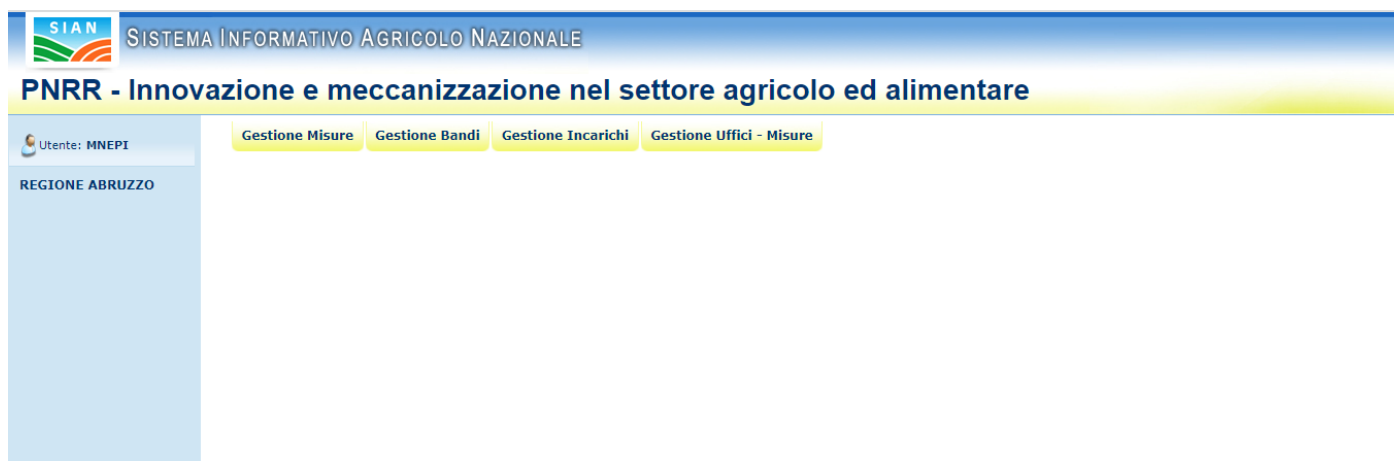 SIAN
SISTEMA INFORMATIVO AGRICOLO NAZIONALE
PNRR - Innovazione e meccanizzazione nel settore agricolo ed alimentare
Gestione Misure Gestione Bandi Gestione Incarichi Gestione Uffici - Misure
Utente: MNEPI
REGIONE ABRUZZO